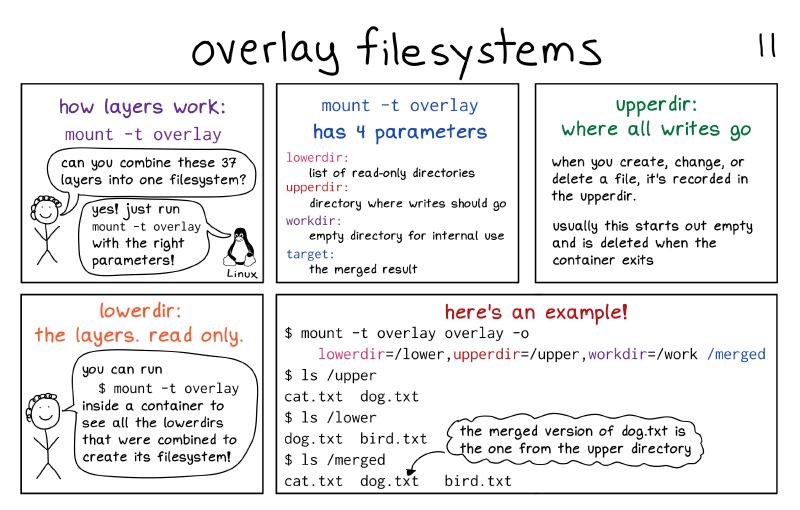 overlay filesystems
11
how layers work:
mount -t overlay
can you combine these 37
layers into one filesystem?
yes! just run
mount -t overlay
with the right
parameters!
Linux
mount -t overlay
has 4 parameters
lowerdir:
list of read-only directories
upperdir:
directory where writes should go
workdir:
empty directory for internal use
target:
the merged result
upperdir:
where all writes go
when you create, change, or
delete a file, it's recorded in
the upperdir.
usually this starts out empty
and is deleted when the
container exits
lowerdir:
the layers. read only.
you can run
$ mount -t overlay
inside a container to
see all the lowerdirs
that were combined to
create its filesystem!
here's an example!
$ mount -t overlay overlay -o
lowerdir=/lower,upperdir=/upper,workdir=/work /merged
$ ls /upper
cat.txt dog.txt
$ ls /lower
dog.txt bird.txt
$ ls /merged
cat.txt dog.txt bird.txt
the merged version of dog.txt is
the one from the upper directory